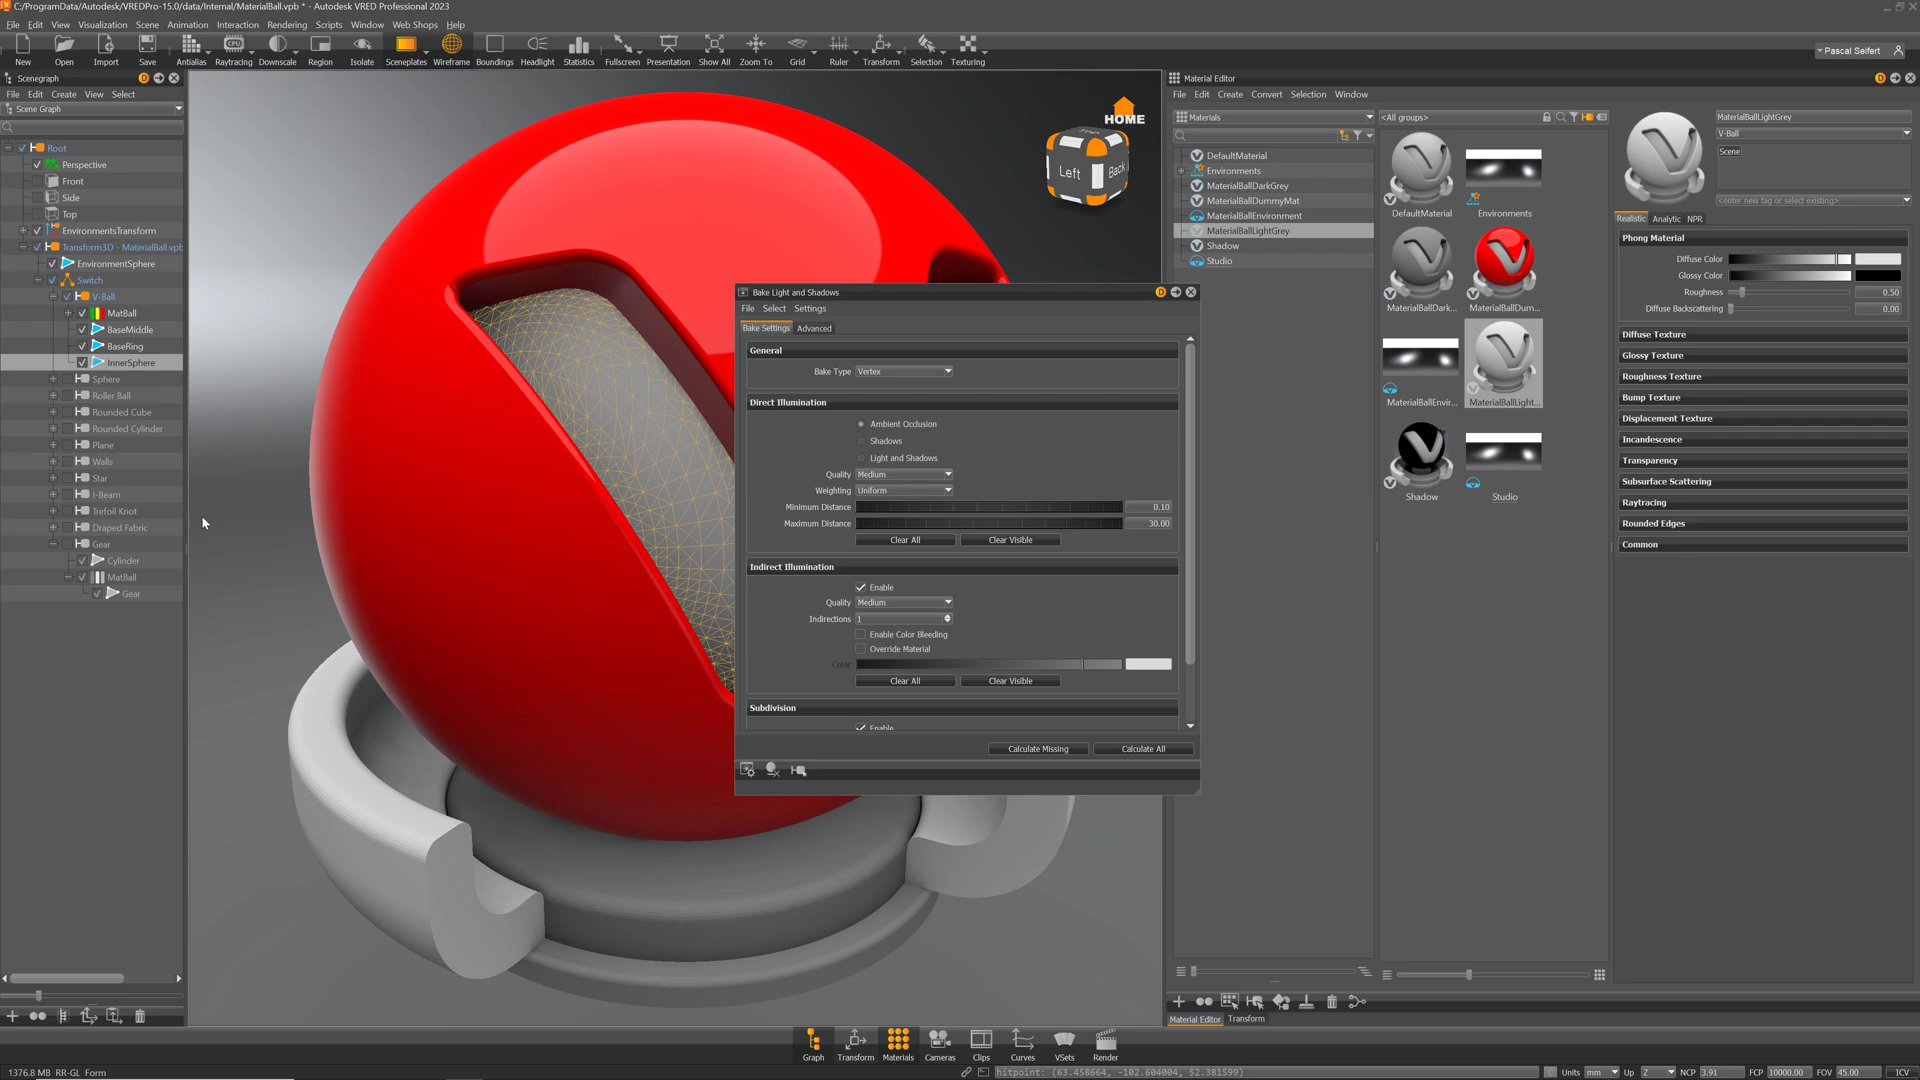 C:/ProgramData/Autodesk/VREDPro-15.0/data/Internal/MaterialBall.vpb * - Autodesk VRED Professional 2023
File Edit View Visualization Scene Animation Interaction Rendering Scripts Window Web Shops Help
New Open Import Save Antialias Raytracing Downscale Region Isolate Sceneplates Wireframe Boundings Headlight Statistics Fullscreen Presentation Show All Zoom To Grid Ruler Transform Selection Texturing
Pascal Seifert
Scenegraph
File Edit Create View Select
Scene Graph
Root
Perspective
Front
Side
Top
EnvironmentsTransform
Transform3D - MaterialBall.vpb
EnvironmentSphere
Switch
V-Ball
MatBall
BaseMiddle
BaseRing
InnerSphere
Sphere
Roller Ball
Rounded Cube
Rounded Cylinder
Plane
Walls
Star
I-Beam
Trefoil Knot
Draped Fabric
Gear
Cylinder
MatBall
Gear
HOME
TOP
Left
Back
Bake Light and Shadows
File Select Settings
Bake Settings Advanced
General
Bake Type Vertex
Direct Illumination
Ambient Occlusion
Shadows
Light and Shadows
Quality Medium
Weighting Uniform
Minimum Distance 0.10
Maximum Distance 30.00
Clear All Clear Visible
Indirect Illumination
Enable
Quality Medium
Indirections 1
Enable Color Bleeding
Override Material
Color
Clear All Clear Visible
Subdivision
Enable
Calculate Missing Calculate All
Material Editor
File Edit Create Convert Selection Window
Materials
DefaultMaterial
Environments
MaterialBallDarkGrey
MaterialBallDummyMat
MaterialBallEnvironment
MaterialBallLightGrey
Shadow
Studio
<All groups>
DefaultMaterial Environments
MaterialBallDark... MaterialBallDum...
MaterialBallEnvir... MaterialBallLight...
Shadow Studio
MaterialBallLightGrey
V-Ball
Scene
<enter new tag or select existing>
Realistic Analytic NPR
Phong Material
Diffuse Color
Glossy Color
Roughness 0.50
Diffuse Backscattering 0.00
Diffuse Texture
Glossy Texture
Roughness Texture
Bump Texture
Displacement Texture
Incandescence
Transparency
Subsurface Scattering
Raytracing
Rounded Edges
Common
Material Editor Transform
Graph Transform Materials Cameras Clips Curves VSets Render
1376.8 MB RR-GL Form
hitpoint: (63.458664, -102.604004, 52.381599)
Units mm Up Z NCP 3.91 FCP 10000.00 FOV 45.00 ICV